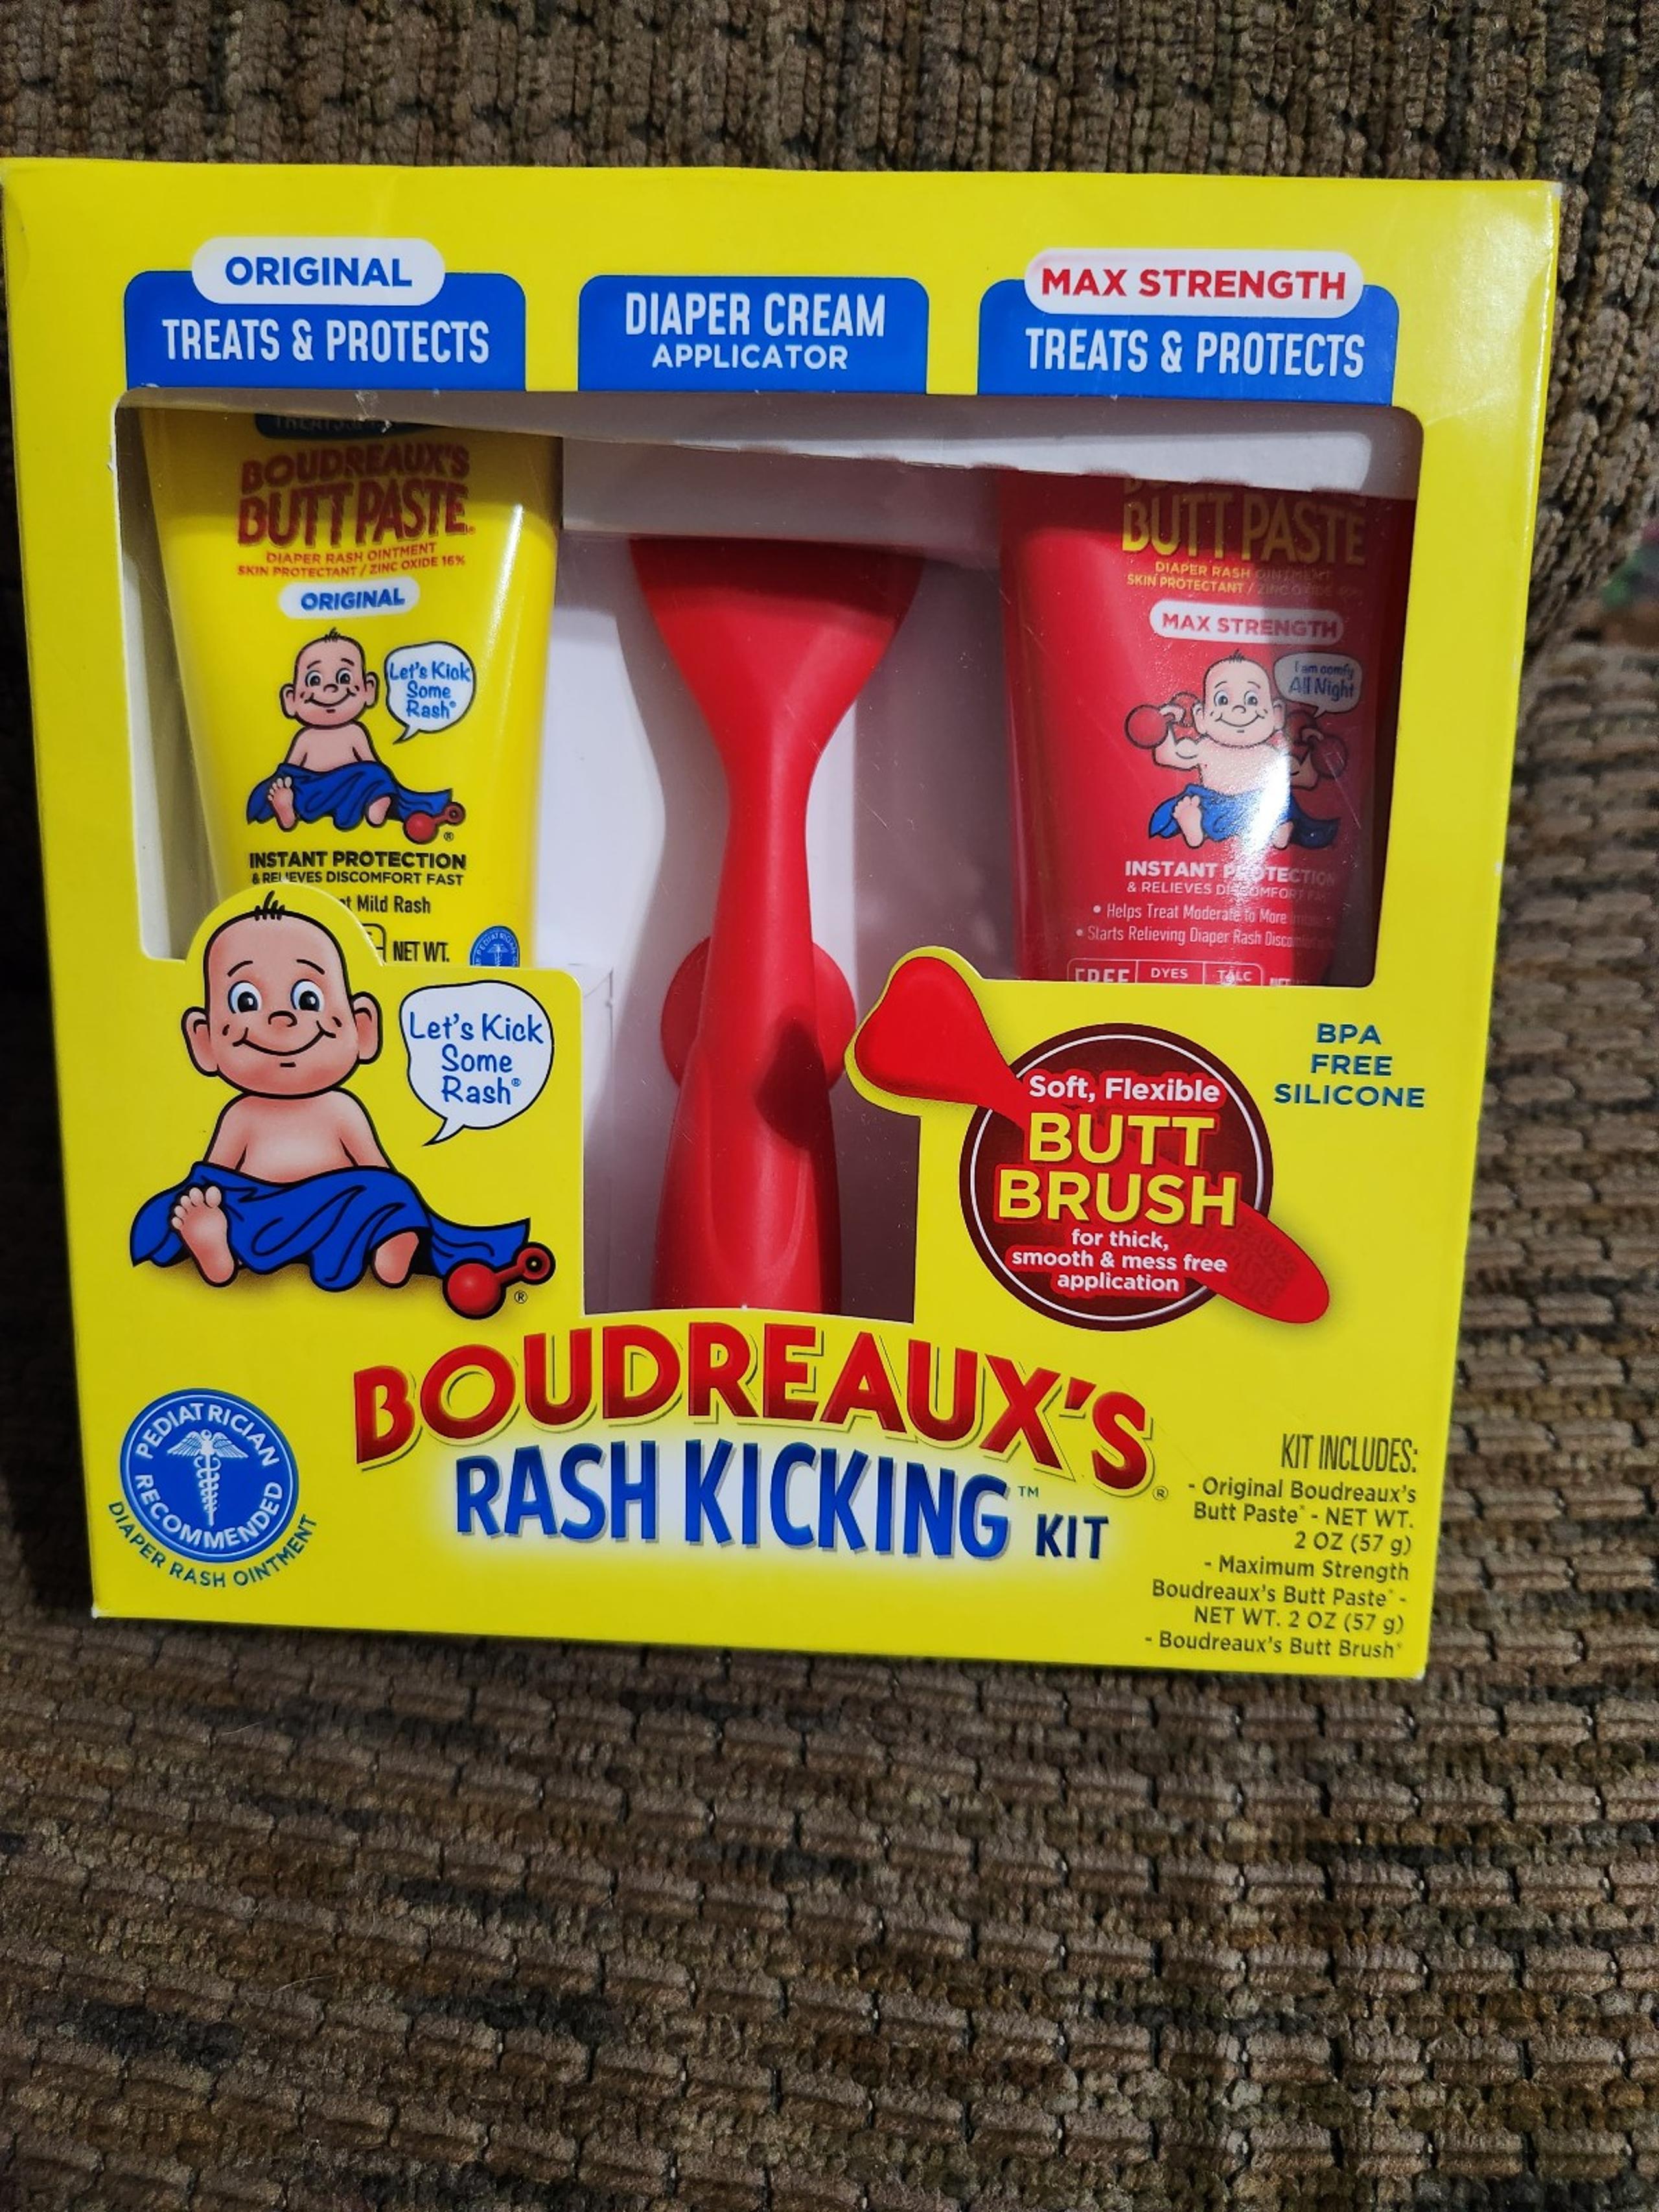 ORIGINAL
TREATS & PROTECTS
DIAPER CREAM
APPLICATOR
MAX STRENGTH
TREATS & PROTECTS
BOUDREAUX'S
BUTT PASTE®
DIAPER RASH OINTMENT
SKIN PROTECTANT / ZINC OXIDE 16%
ORIGINAL
Let's Kick
Some
Rash®
®
INSTANT PROTECTION
& RELIEVES DISCOMFORT FAST
Mild Rash
NET WT.
PEDIATRICIAN
BUTT PASTE
DIAPER RASH OINTMENT
SKIN PROTECTANT / ZINC OXIDE
MAX STRENGTH
I am comfy
All Night
INSTANT PROTECTION
& RELIEVES DISCOMFORT
• Helps Treat Moderate to More
• Starts Relieving Diaper Rash
FREE
DYES
TALC
Let's Kick
Some
Rash®
®
BPA
FREE
SILICONE
Soft, Flexible
BUTT
BRUSH
for thick,
smooth & mess free
application
BOUDREAUX'S®
RASH KICKING™ KIT
PEDIATRICIAN
RECOMMENDED
DIAPER RASH OINTMENT
KIT INCLUDES:
- Original Boudreaux's
Butt Paste® - NET WT.
2 OZ (57 g)
- Maximum Strength
Boudreaux's Butt Paste® -
NET WT. 2 OZ (57 g)
- Boudreaux's Butt Brush®